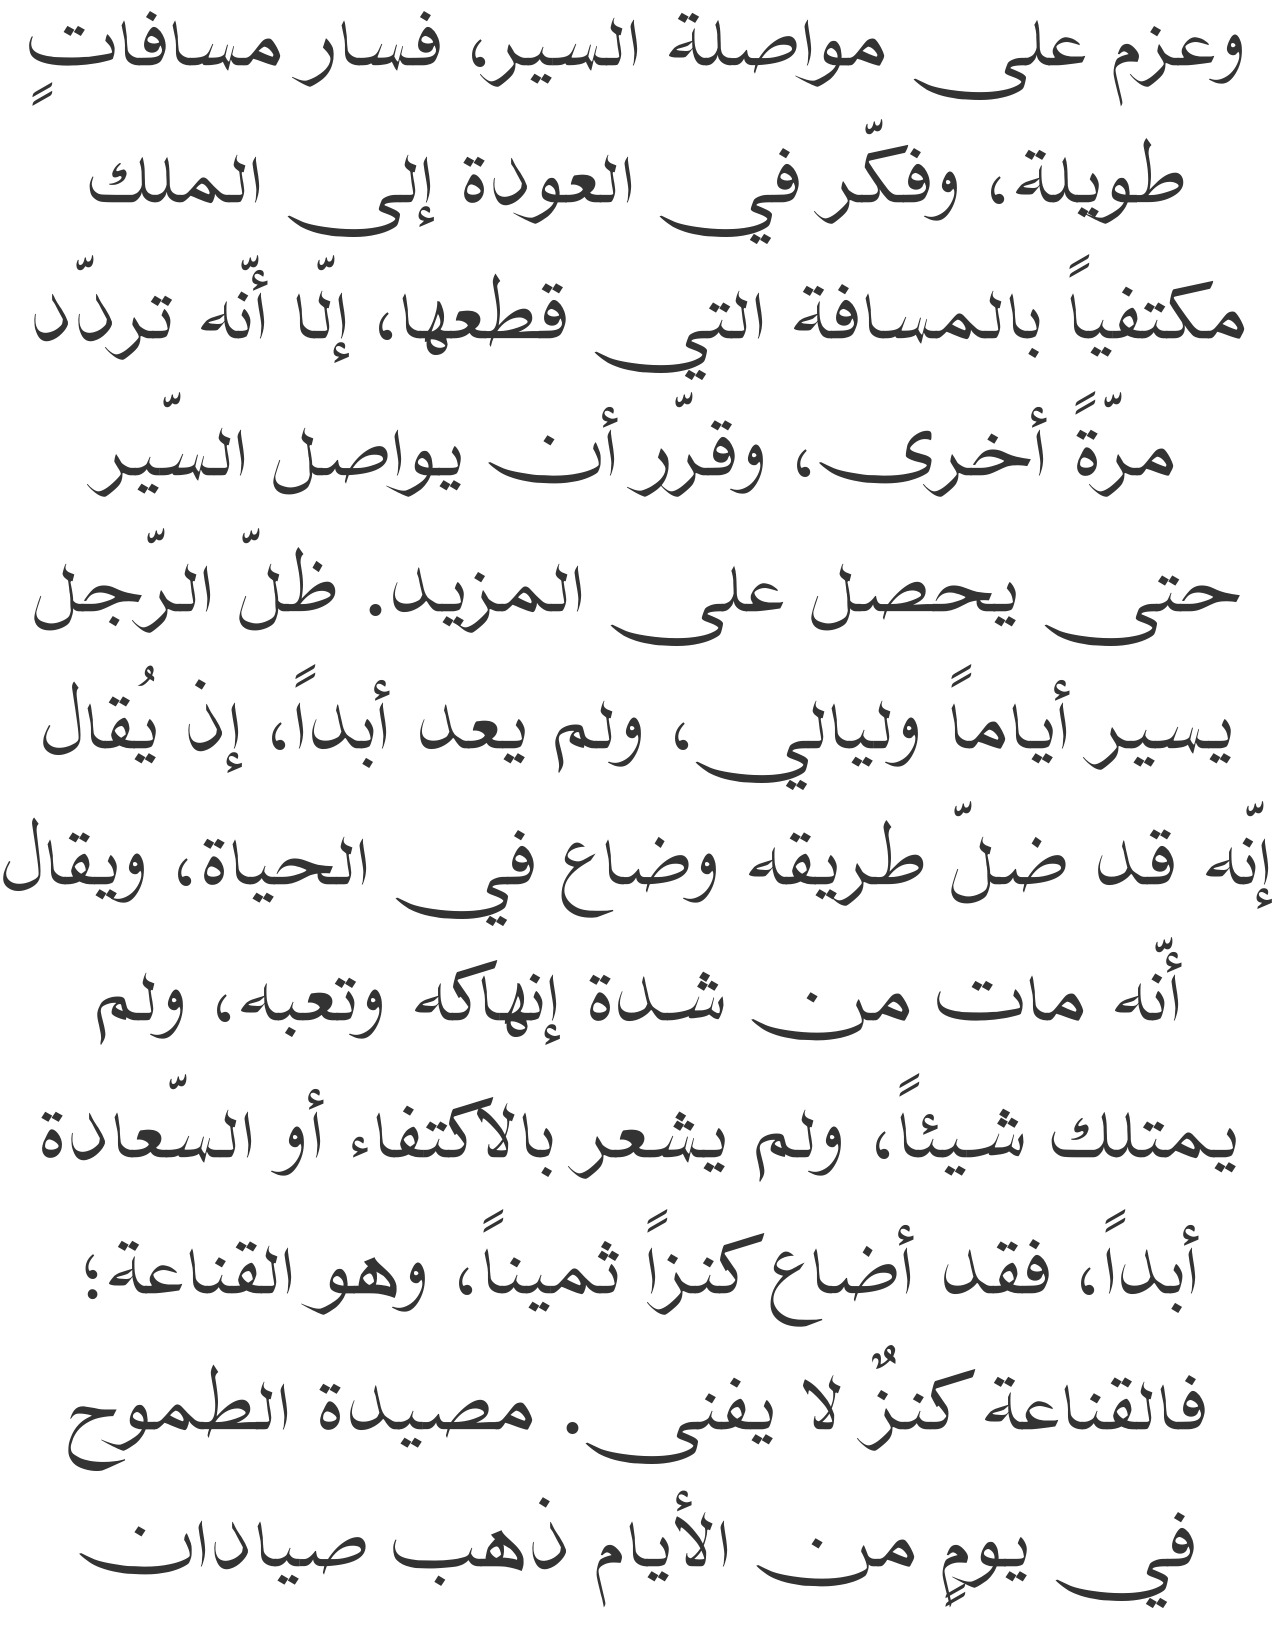 وعزم على مواصلة السير، فسار مسافاتٍ
طويلة، وفكّر في العودة إلى الملك
مكتفياً بالمسافة التي قطعها، إلّا أنّه تردّد
مرّةً أخرى، وقرّر أن يواصل السّير
حتى يحصل على المزيد. ظلّ الرّجل
يسير أياماً وليالي، ولم يعد أبداً، إذ يُقال
إنّه قد ضلّ طريقه وضاع في الحياة، ويقال
أنّه مات من شدة إنهاكه وتعبه، ولم
يمتلك شيئاً، ولم يشعر بالاكتفاء أو السّعادة
أبداً، فقد أضاع كنزاً ثميناً، وهو القناعة؛
فالقناعة كنزٌ لا يفنى. مصيدة الطموح
في يومٍ من الأيام ذهب صيادان